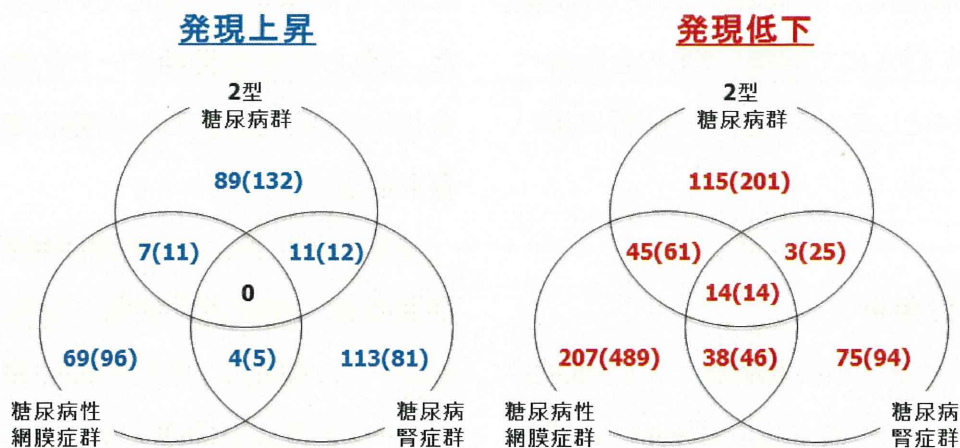 発現上昇
2型
糖尿病群
89(132)
7(11)
11(12)
0
69(96)
4(5)
113(81)
糖尿病性
網膜症群
糖尿病
腎症群
発現低下
2型
糖尿病群
115(201)
45(61)
3(25)
14(14)
207(489)
38(46)
75(94)
糖尿病性
網膜症群
糖尿病
腎症群